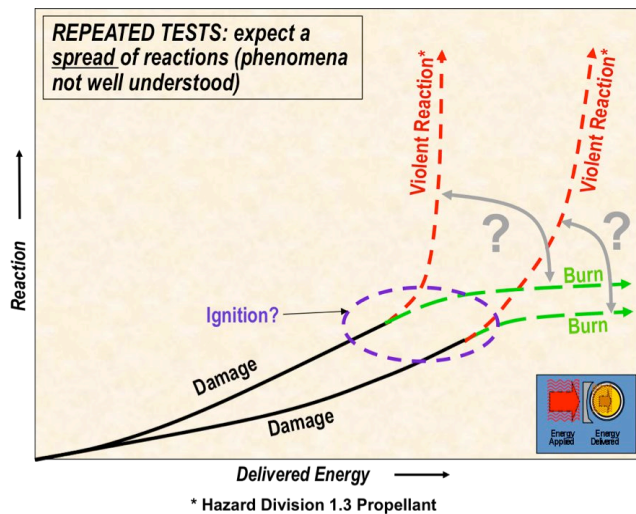 REPEATED TESTS: expect a
spread of reactions (phenomena
not well understood)
Violent Reaction*
Violent Reaction*
?
?
Reaction
Burn
Ignition?
Burn
Damage
Damage
Energy
Applied
Energy
Delivered
Delivered Energy
* Hazard Division 1.3 Propellant